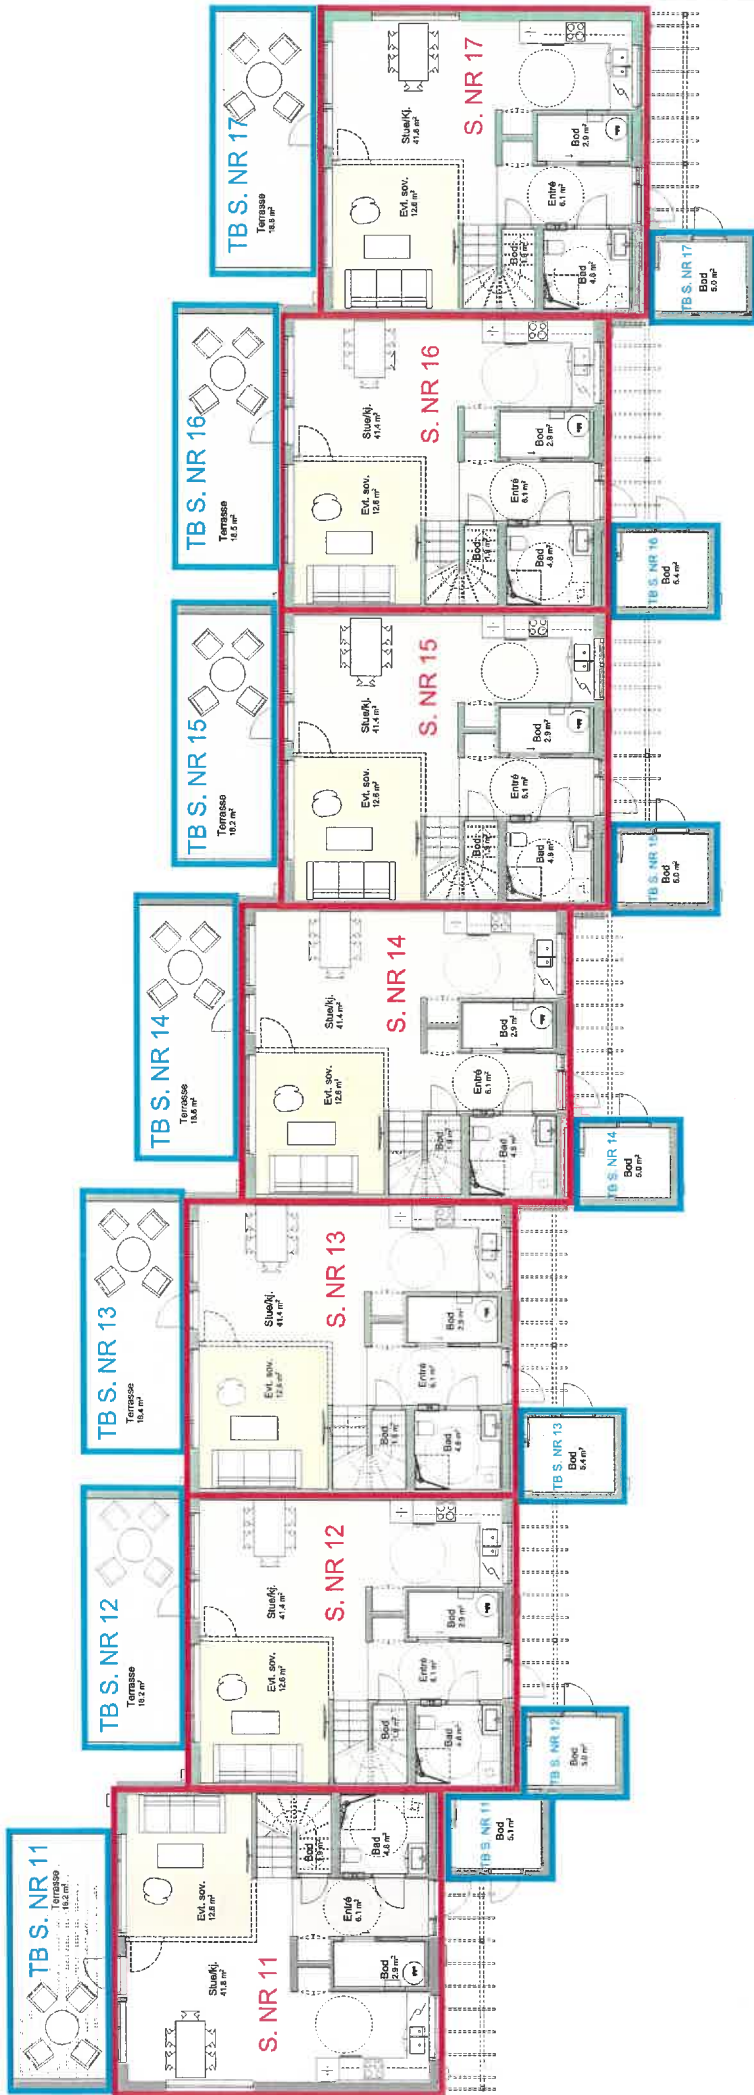 TB S. NR 11
Terrasse
18.2 m²
Evt. sov.
12.6 m²
Stue/kj.
41.8 m²
S. NR 11
Bod
Bad
4.8 m²
Entré
6.1 m²
Bod
2.9 m²
TB S. NR 11
Bod
5.1 m²
TB S. NR 12
Terrasse
18.2 m²
Stue/kj.
41.4 m²
Evt. sov.
12.6 m²
S. NR 12
Bod
2.9 m²
Entré
6.1 m²
Bod
Bad
4.8 m²
TB S. NR 12
Bod
5.0 m²
TB S. NR 13
Terrasse
18.4 m²
Stue/kj.
41.4 m²
Evt. sov.
12.6 m²
S. NR 13
Bod
2.9 m²
Entré
6.1 m²
Bod
Bad
4.8 m²
TB S. NR 13
Bod
5.4 m²
TB S. NR 14
Terrasse
Stue/kj.
41.4 m²
Evt. sov.
12.6 m²
S. NR 14
Bod
2.9 m²
Entré
6.1 m²
Bod
Bad
4.8 m²
TB S. NR 14
Bod
5.0 m²
TB S. NR 15
Terrasse
18.2 m²
Stue/kj.
41.4 m²
Evt. sov.
12.6 m²
S. NR 15
Bod
2.9 m²
Entré
6.1 m²
Bod
Bad
4.8 m²
TB S. NR 15
Bod
5.0 m²
TB S. NR 16
Terrasse
18.5 m²
Stue/kj.
41.4 m²
Evt. sov.
12.6 m²
S. NR 16
Bod
2.9 m²
Entré
6.1 m²
Bod
Bad
4.8 m²
TB S. NR 16
Bod
5.4 m²
TB S. NR 17
Terrasse
Stue/Kj.
41.8 m²
Evt. sov.
12.6 m²
S. NR 17
Bod
2.9 m²
Entré
6.1 m²
Bod
Bad
4.8 m²
TB S. NR 17
Bod
5.0 m²